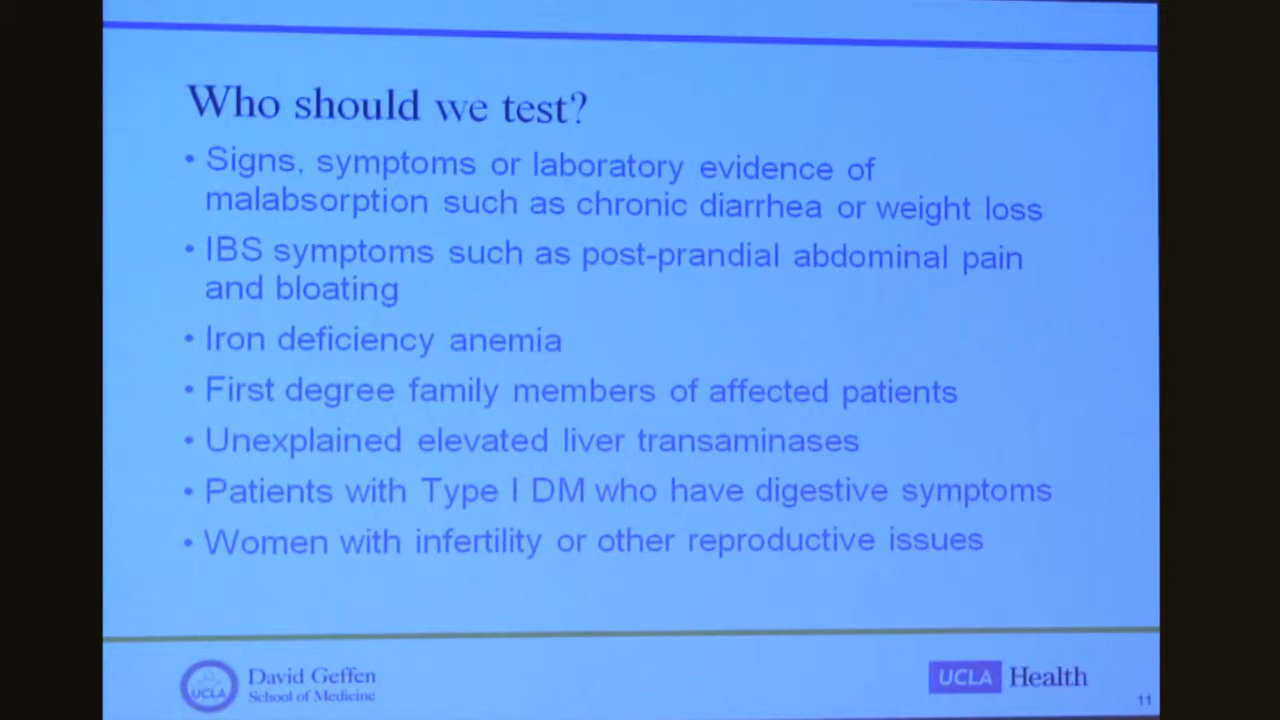 Who should we test?
• Signs, symptoms or laboratory evidence of
malabsorption such as chronic diarrhea or weight loss
• IBS symptoms such as post-prandial abdominal pain
and bloating
• Iron deficiency anemia
• First degree family members of affected patients
• Unexplained elevated liver transaminases
• Patients with Type I DM who have digestive symptoms
• Women with infertility or other reproductive issues
UCLA
David Geffen
School of Medicine
UCLA Health
11